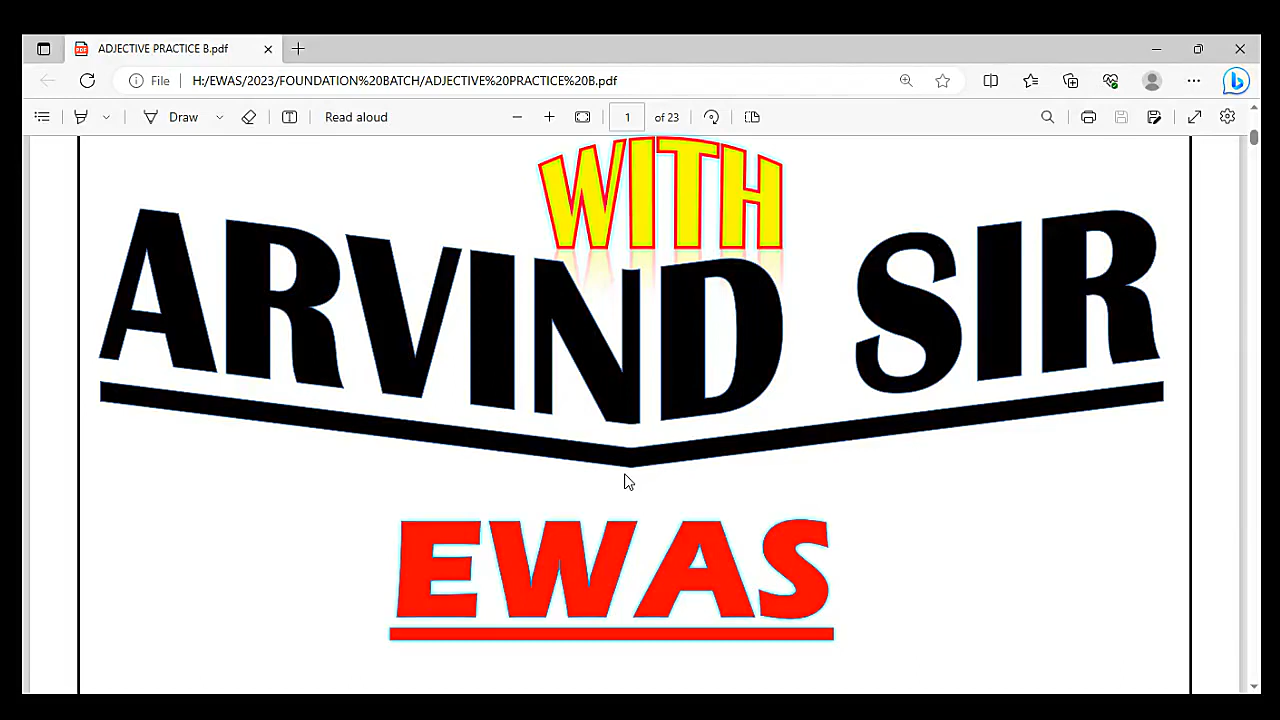 ADJECTIVE PRACTICE B.pdf
File H:/EWAS/2023/FOUNDATION%20BATCH/ADJECTIVE%20PRACTICE%20B.pdf
Draw Read aloud 1 of 23
WITH
ARVIND SIR
EWAS